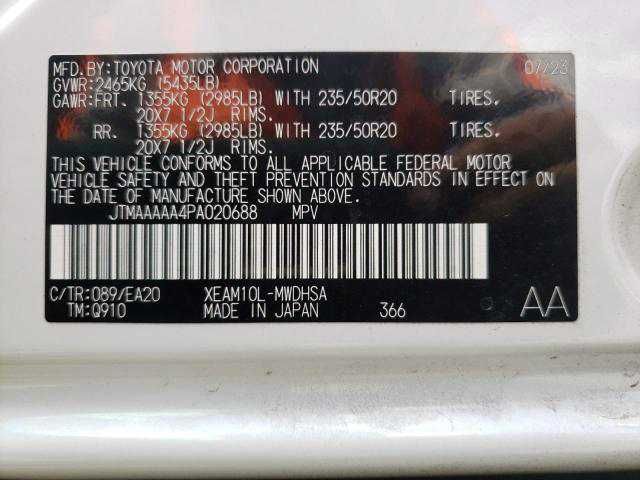 MFD.BY:TOYOTA MOTOR CORPORATION 07/23
GVWR:2465KG (5435LB)
GAWR:FRT. 1355KG (2985LB) WITH 235/50R20 TIRES.
20X7 1/2J RIMS.
RR. 1355KG (2985LB) WITH 235/50R20 TIRES.
20X7 1/2J RIMS.
THIS VEHICLE CONFORMS TO ALL APPLICABLE FEDERAL MOTOR
VEHICLE SAFETY AND THEFT PREVENTION STANDARDS IN EFFECT ON
THE DATE OF MANUFACTURE SHOWN ABOVE.
JTMAAAAA4PA020688 MPV
C/TR:089/EA20 XEAM10L-MWDHSA AA
TM:Q910 MADE IN JAPAN 366